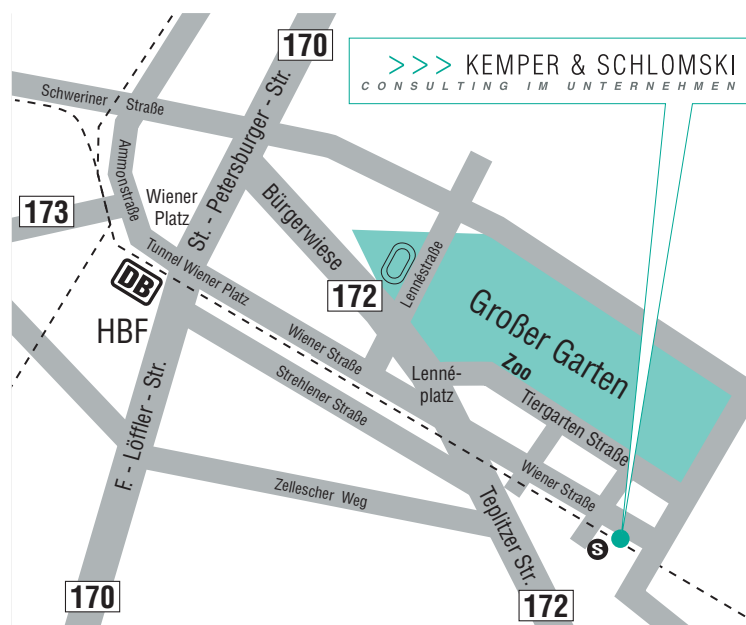 170
>>> KEMPER & SCHLOMSKI
CONSULTING IM UNTERNEHMEN
Schweriner Straße
Ammonstraße
St. - Petersburger - Str.
173
Wiener
Platz
Bürgerwiese
Lennéstraße
Tunnel Wiener Platz
DB
HBF
172
Großer Garten
Zoo
Wiener Straße
Lenné-
platz
Strehlener Straße
Tiergarten Straße
F. - Löffler - Str.
Wiener Straße
Zellescher Weg
Teplitzer Str.
S
170
172